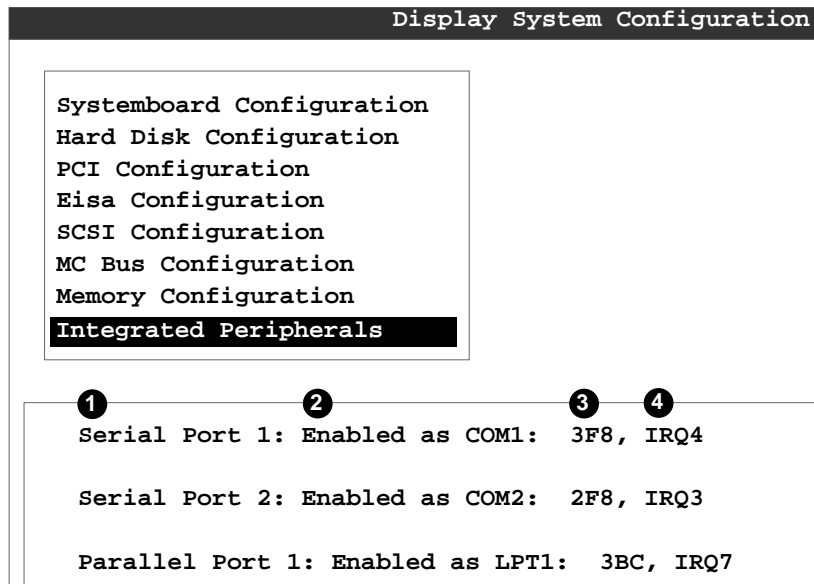 Display System Configuration
Systemboard Configuration
Hard Disk Configuration
PCI Configuration
Eisa Configuration
SCSI Configuration
MC Bus Configuration
Memory Configuration
Integrated Peripherals
1 2 3 4
Serial Port 1: Enabled as COM1: 3F8, IRQ4
Serial Port 2: Enabled as COM2: 2F8, IRQ3
Parallel Port 1: Enabled as LPT1: 3BC, IRQ7